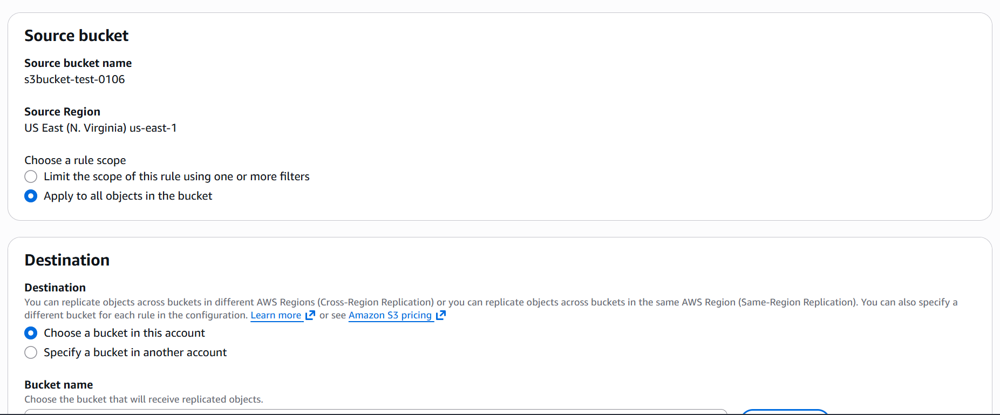 Source bucket
Source bucket name
s3bucket-test-0106
Source Region
US East (N. Virginia) us-east-1
Choose a rule scope
Limit the scope of this rule using one or more filters
Apply to all objects in the bucket
Destination
Destination
You can replicate objects across buckets in different AWS Regions (Cross-Region Replication) or you can replicate objects across buckets in the same AWS Region (Same-Region Replication). You can also specify a
different bucket for each rule in the configuration. Learn more or see Amazon S3 pricing
Choose a bucket in this account
Specify a bucket in another account
Bucket name
Choose the bucket that will receive replicated objects.